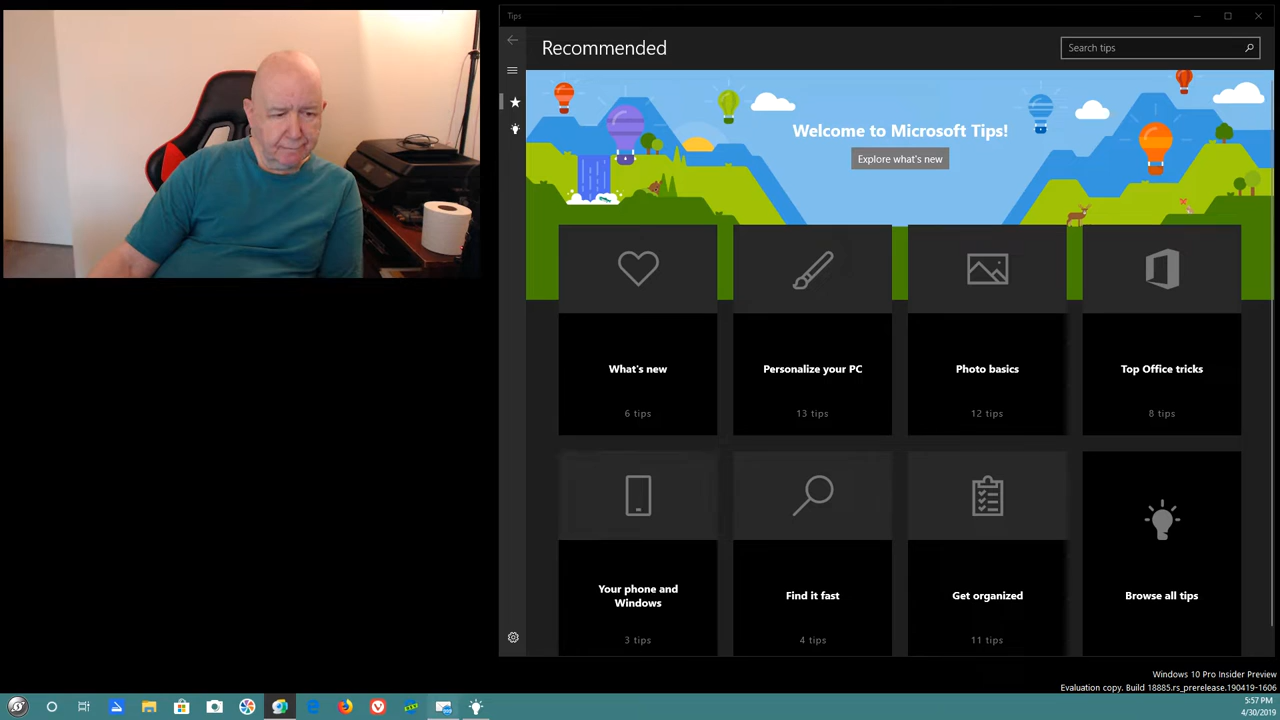 Tips
Recommended
Search tips
Welcome to Microsoft Tips!
Explore what's new
What's new
6 tips
Personalize your PC
13 tips
Photo basics
12 tips
Top Office tricks
8 tips
Your phone and
Windows
3 tips
Find it fast
4 tips
Get organized
11 tips
Browse all tips
Windows 10 Pro Insider Preview
Evaluation copy. Build 18885.rs_prerelease.190419-1606
5:57 PM
4/30/2019